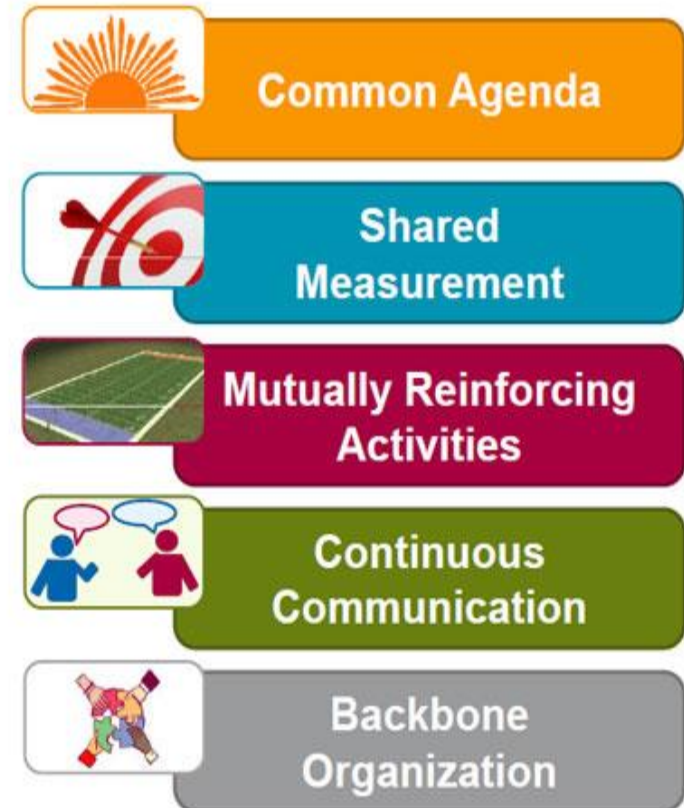 Common Agenda
Shared
Measurement
Mutually Reinforcing
Activities
Continuous
Communication
Backbone
Organization